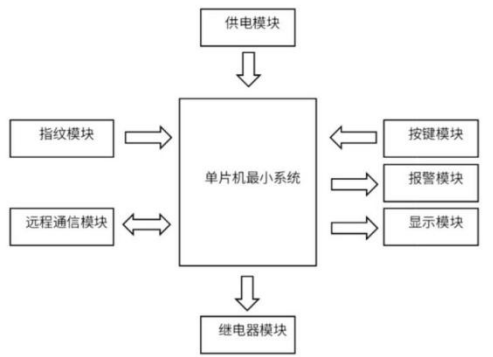 供电模块
指纹模块
按键模块
单片机最小系统
报警模块
远程通信模块
显示模块
继电器模块